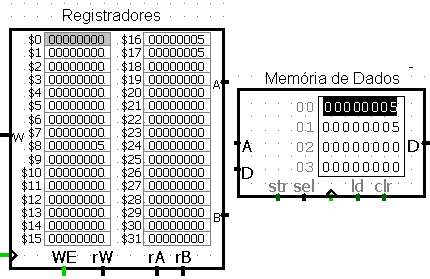 Registradores
$0 00000000 $16 00000005
$1 00000000 $17 00000005
$2 00000000 $18 00000000
$3 00000000 $19 00000000
$4 00000000 $20 00000000
$5 00000000 $21 00000000
$6 00000000 $22 00000000
$7 00000000 $23 00000000
$8 00000005 $24 00000000
$9 00000000 $25 00000000
$10 00000000 $26 00000000
$11 00000000 $27 00000000
$12 00000000 $28 00000000
$13 00000000 $29 00000000
$14 00000000 $30 00000000
$15 00000000 $31 00000000
W
A
B
WE rW rA rB
Memória de Dados
00 00000005
01 00000005
02 00000000
03 00000000
A
D
D
str sel ld clr